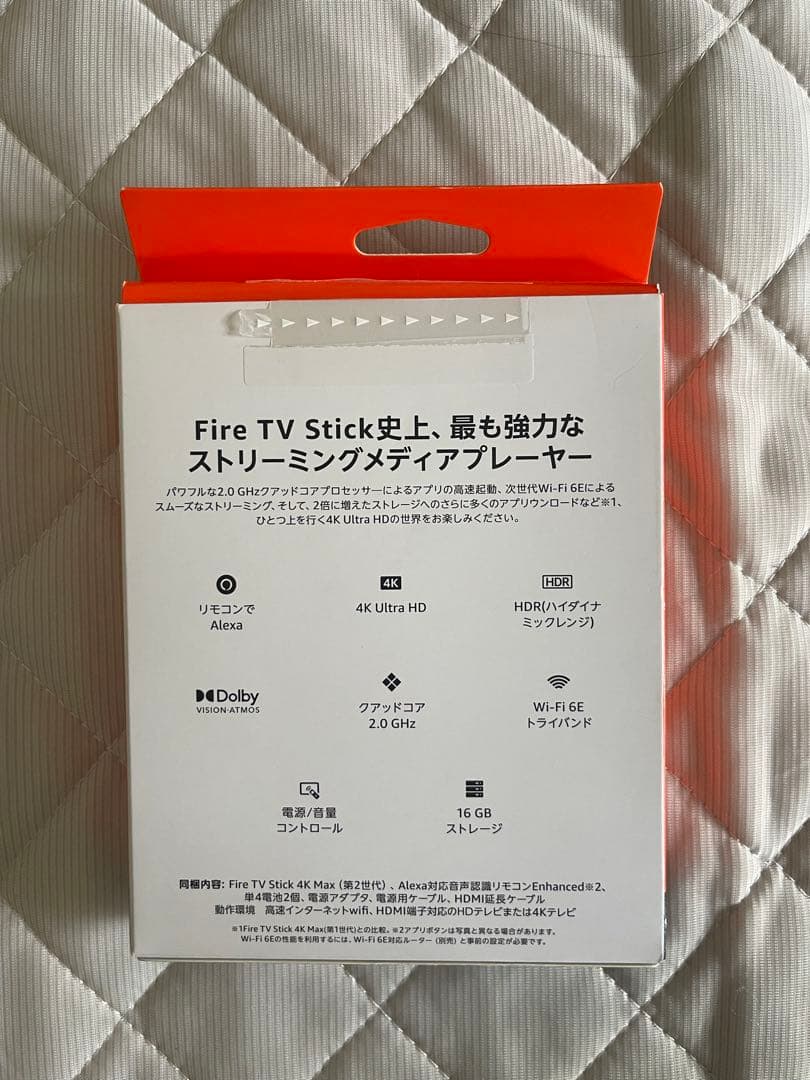 Fire TV Stick史上、最も強力な
ストリーミングメディアプレーヤー
パワフルな2.0 GHzクアッドコアプロセッサーによるアプリの高速起動、次世代Wi-Fi 6Eによる
スムーズなストリーミング、そして、2倍に増えたストレージへのさらに多くのアプリウンロードなど※1、
ひとつ上を行く4K Ultra HDの世界をお楽しみください。
リモコンで
Alexa
4K
4K Ultra HD
HDR
HDR(ハイダイナ
ミックレンジ)
Dolby
VISION·ATMOS
クアッドコア
2.0 GHz
Wi-Fi 6E
トライバンド
電源/音量
コントロール
16 GB
ストレージ
同梱内容: Fire TV Stick 4K Max（第2世代）、Alexa対応音声認識リモコンEnhanced※2、
単4電池2個、電源アダプタ、電源用ケーブル、HDMI延長ケーブル
動作環境　高速インターネットwifi、HDMI端子対応のHDテレビまたは4Kテレビ
※1Fire TV Stick 4K Max(第1世代)との比較。※2アプリボタンは写真と異なる場合があります。
Wi-Fi 6Eの性能を利用するには、Wi-Fi 6E対応ルーター（別売）と事前の設定が必要です。